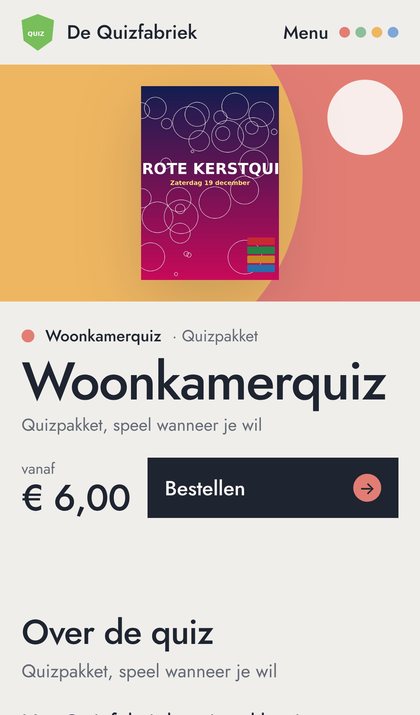 QUIZ
De Quizfabriek
Menu
ROTE KERSTQUI
Zaterdag 19 december
Woonkamerquiz · Quizpakket
Woonkamerquiz
Quizpakket, speel wanneer je wil
vanaf
€ 6,00
Bestellen
Over de quiz
Quizpakket, speel wanneer je wil